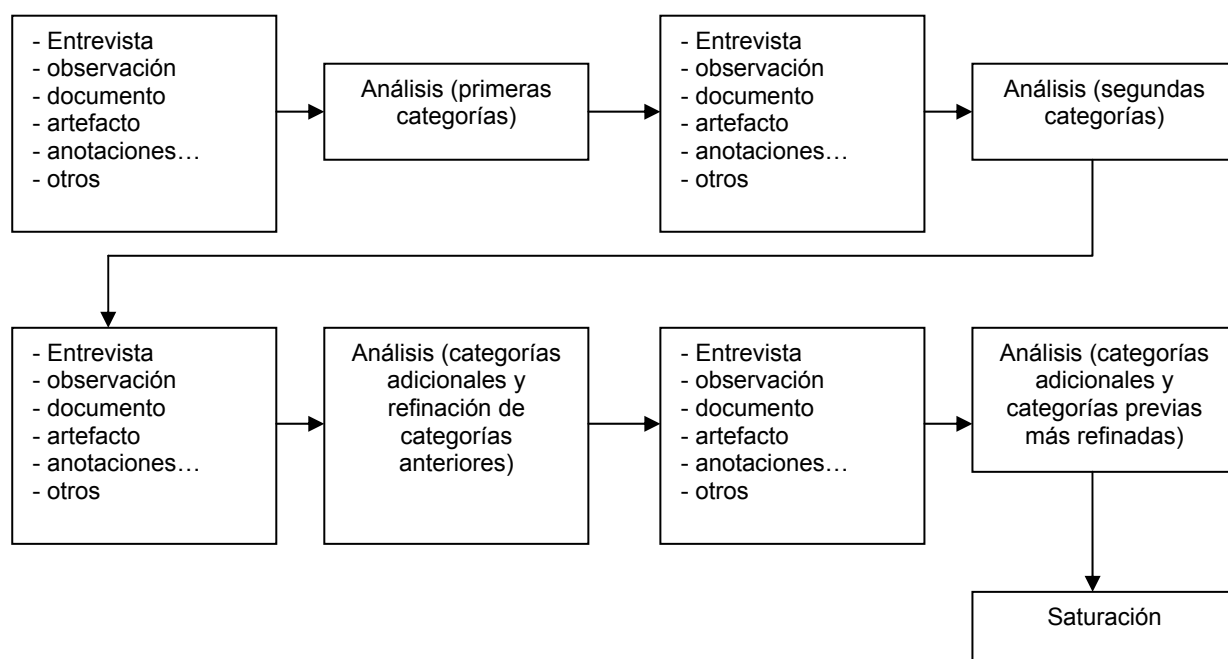 - Entrevista
- observación
- documento
- artefacto
- anotaciones…
- otros
Análisis (primeras
categorías)
- Entrevista
- observación
- documento
- artefacto
- anotaciones…
- otros
Análisis (segundas
categorías)
- Entrevista
- observación
- documento
- artefacto
- anotaciones…
- otros
Análisis (categorías
adicionales y
refinación de
categorías
anteriores)
- Entrevista
- observación
- documento
- artefacto
- anotaciones…
- otros
Análisis (categorías
adicionales y
categorías previas
más refinadas)
Saturación